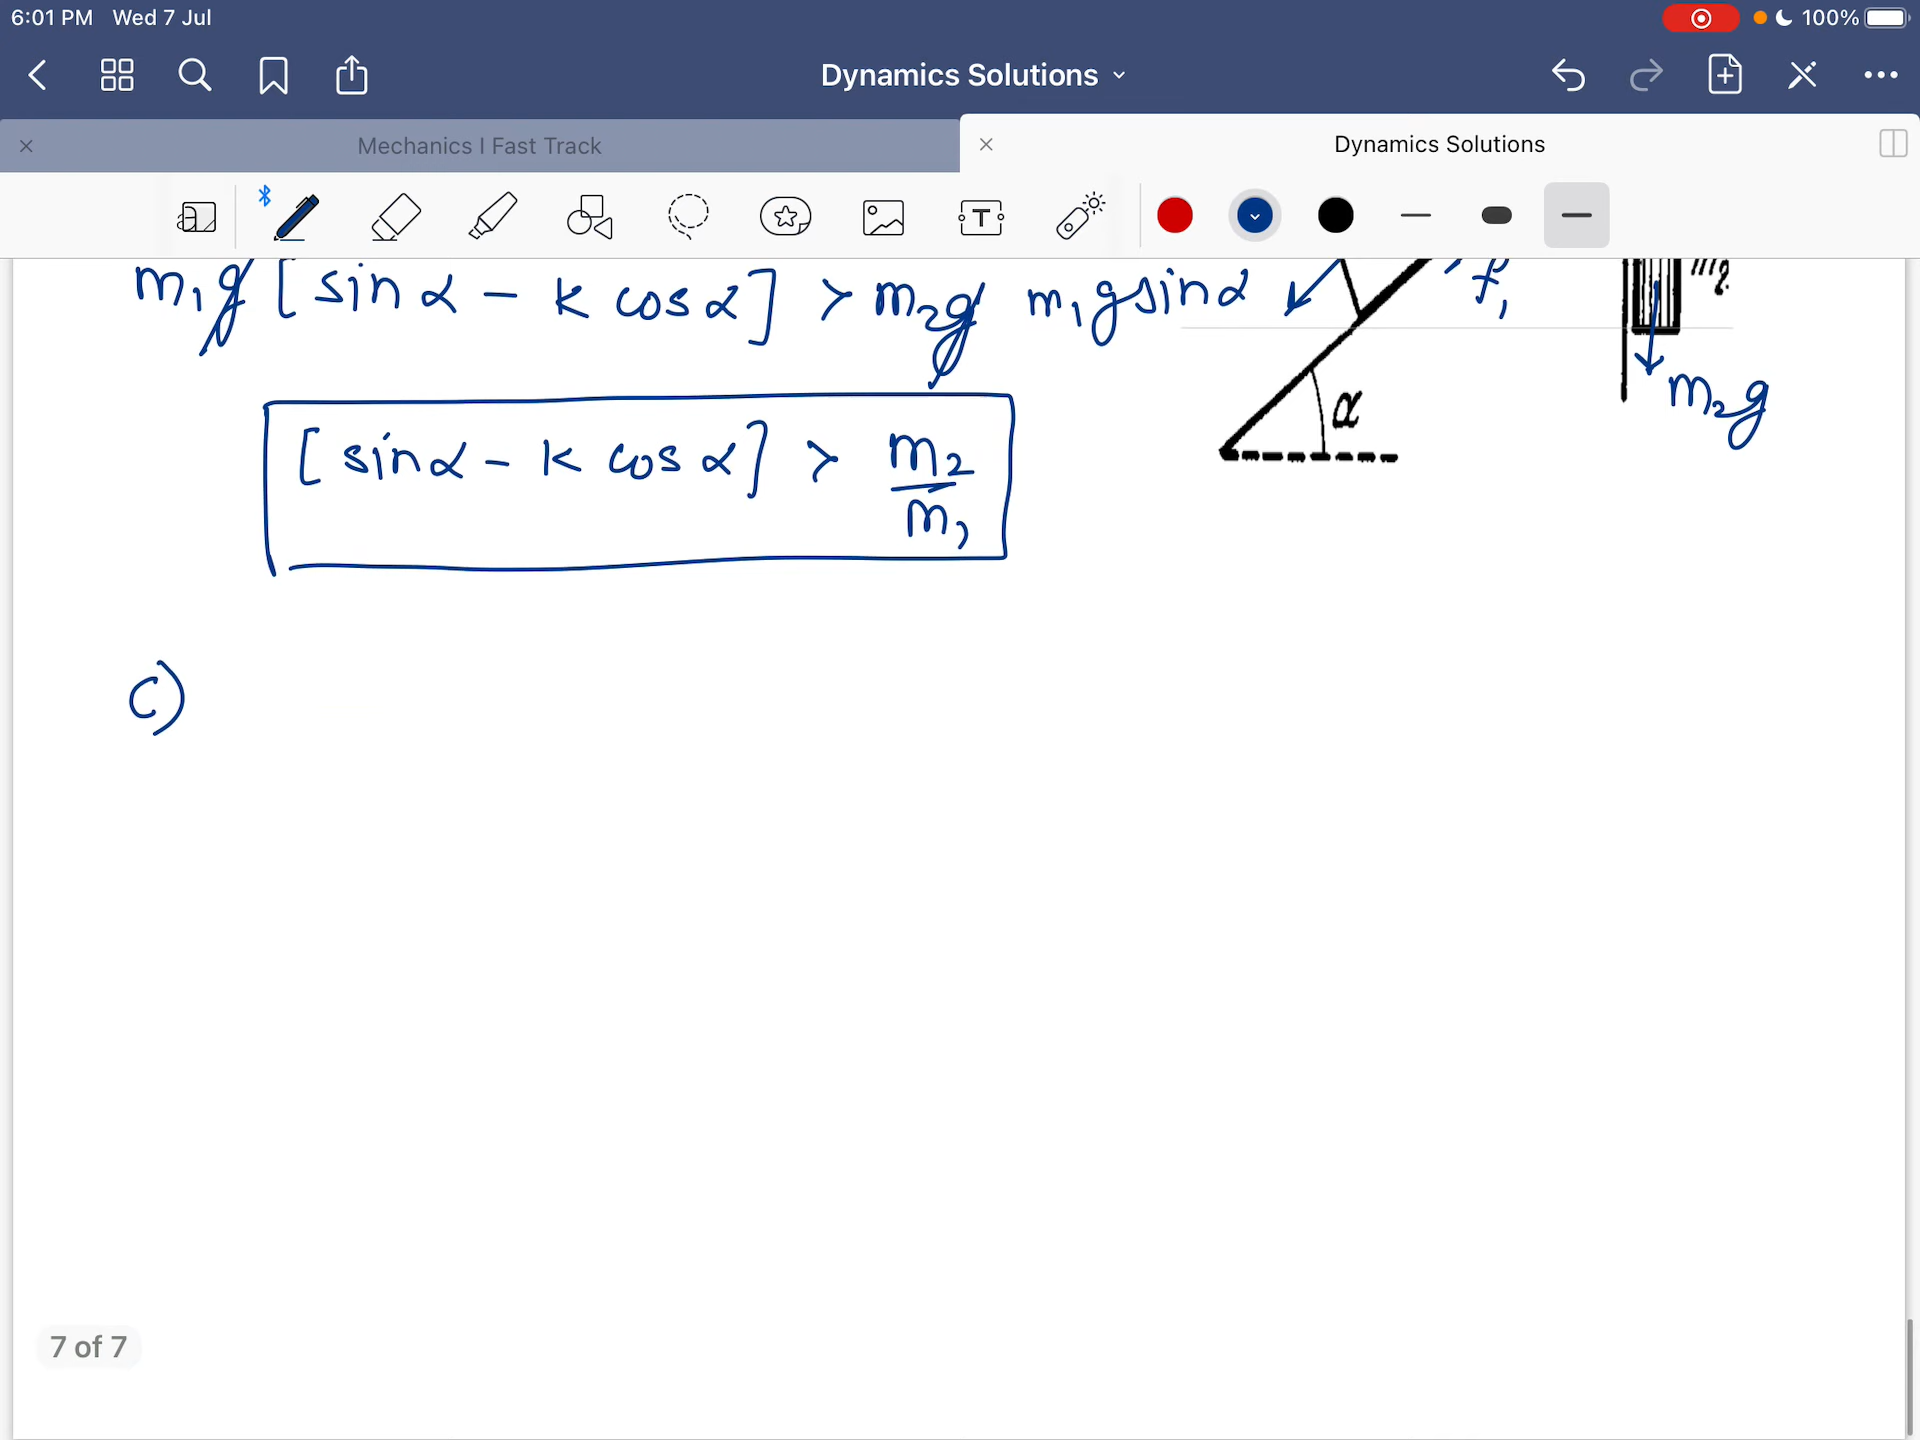 6:01 PM Wed 7 Jul 100%
Dynamics Solutions
Mechanics I Fast Track
Dynamics Solutions
m₁g [sin α - k cos α] > m₂g
m₁g sin α
f₁
m₂
α
m₂g
[sin α - k cos α] > m₂/m₁
c)
7 of 7